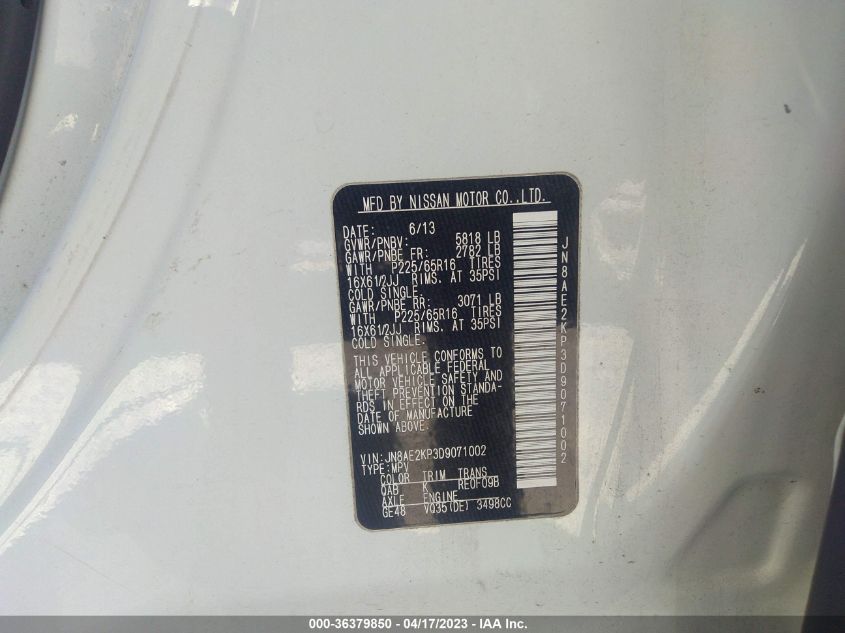 MFD BY NISSAN MOTOR CO.,LTD.
DATE: 6/13
GVWR/PNBV: 5818 LB
GAWR/PNBE FR: 2782 LB
WITH P225/65R16 TIRES
16X61/2JJ RIMS, AT 35PSI
COLD SINGLE.
GAWR/PNBE RR: 3071 LB
WITH P225/65R16 TIRES
16X61/2JJ RIMS, AT 35PSI
COLD SINGLE.
THIS VEHICLE CONFORMS TO
ALL APPLICABLE FEDERAL
MOTOR VEHICLE SAFETY AND
THEFT PREVENTION STANDA-
RDS IN EFFECT ON THE
DATE OF MANUFACTURE
SHOWN ABOVE.
VIN:JN8AE2KP3D9071002
TYPE:MPV
COLOR TRIM TRANS
QAB K RE0F09B
AXLE ENGINE
GE48 VQ35(DE) 3498CC
JN8AE2KP3D9071002
000-36379850 - 04/17/2023 - IAA Inc.